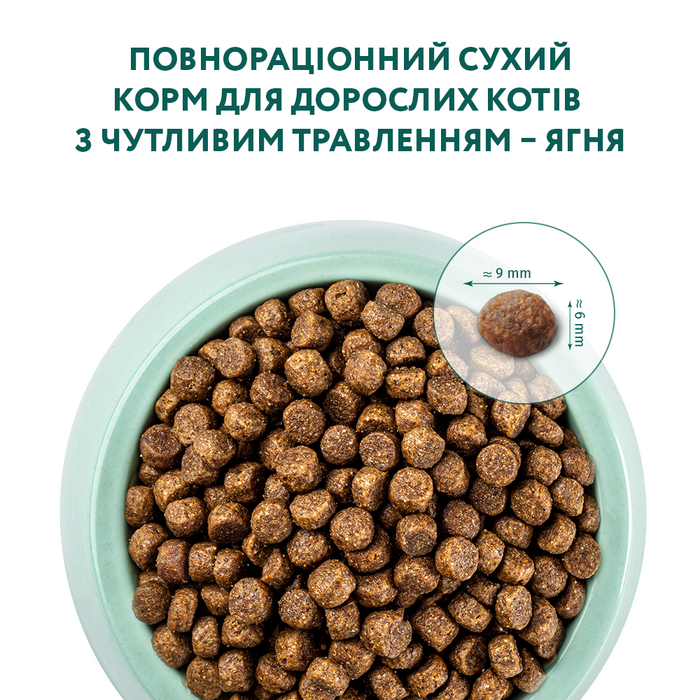 ПОВНОРАЦІОННИЙ СУХИЙ
КОРМ ДЛЯ ДОРОСЛИХ КОТІВ
З ЧУТЛИВИМ ТРАВЛЕННЯМ – ЯГНЯ
≈ 9 mm
≈ 6 mm